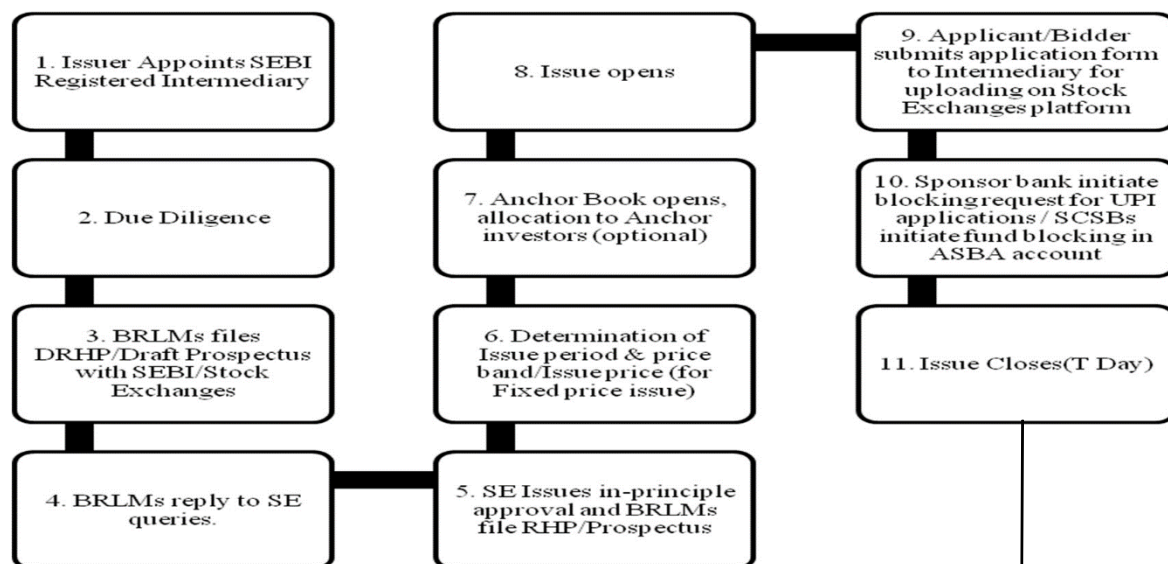 1. Issuer Appoints SEBI
Registered Intermediary
2. Due Diligence
3. BRLMs files
DRHP/Draft Prospectus
with SEBI/Stock
Exchanges
4. BRLMs reply to SE
queries.
5. SE Issues in-principle
approval and BRLMs
file RHP/Prospectus
6. Determination of
Issue period & price
band/Issue price (for
Fixed price issue)
7. Anchor Book opens,
allocation to Anchor
investors (optional)
8. Issue opens
9. Applicant/Bidder
submits application form
to Intermediary for
uploading on Stock
Exchanges platform
10. Sponsor bank initiate
blocking request for UPI
applications / SCSBs
initiate fund blocking in
ASBA account
11. Issue Closes(T Day)